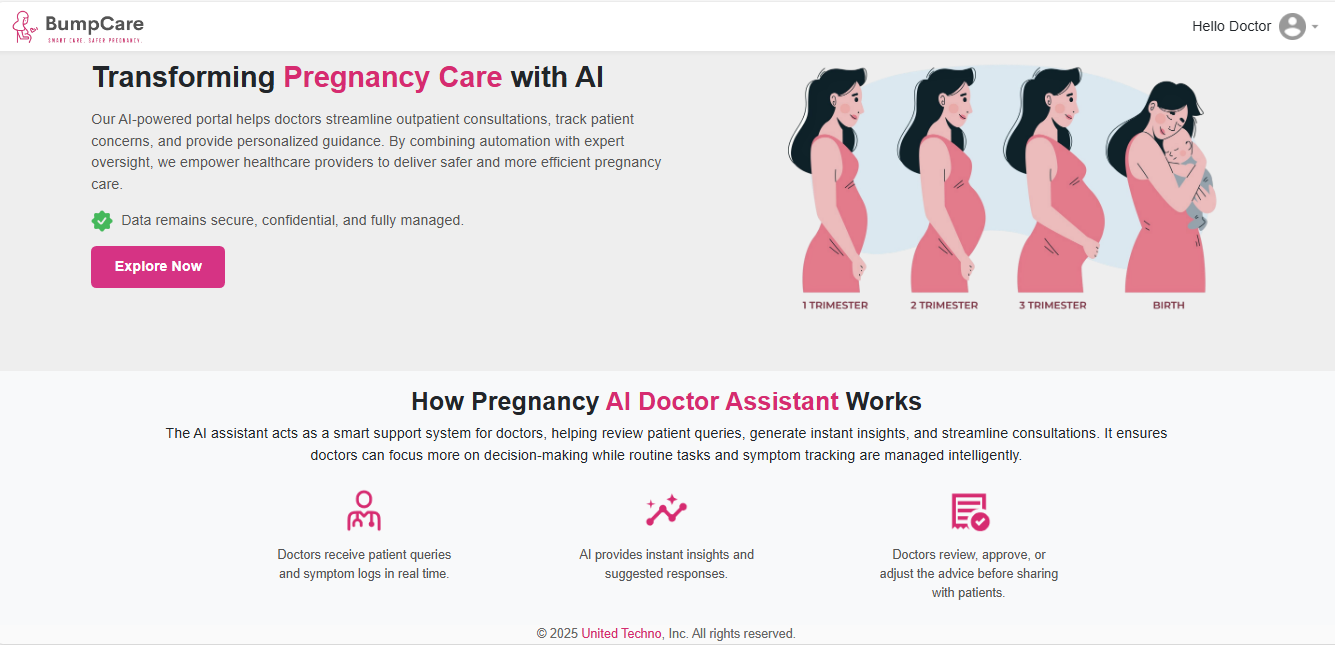 BumpCare
SMART CARE. SAFER PREGNANCY.
Hello Doctor
Transforming Pregnancy Care with AI
Our AI-powered portal helps doctors streamline outpatient consultations, track patient
concerns, and provide personalized guidance. By combining automation with expert
oversight, we empower healthcare providers to deliver safer and more efficient pregnancy
care.
Data remains secure, confidential, and fully managed.
Explore Now
1 TRIMESTER
2 TRIMESTER
3 TRIMESTER
BIRTH
How Pregnancy AI Doctor Assistant Works
The AI assistant acts as a smart support system for doctors, helping review patient queries, generate instant insights, and streamline consultations. It ensures
doctors can focus more on decision-making while routine tasks and symptom tracking are managed intelligently.
Doctors receive patient queries
and symptom logs in real time.
AI provides instant insights and
suggested responses.
Doctors review, approve, or
adjust the advice before sharing
with patients.
© 2025 United Techno, Inc. All rights reserved.